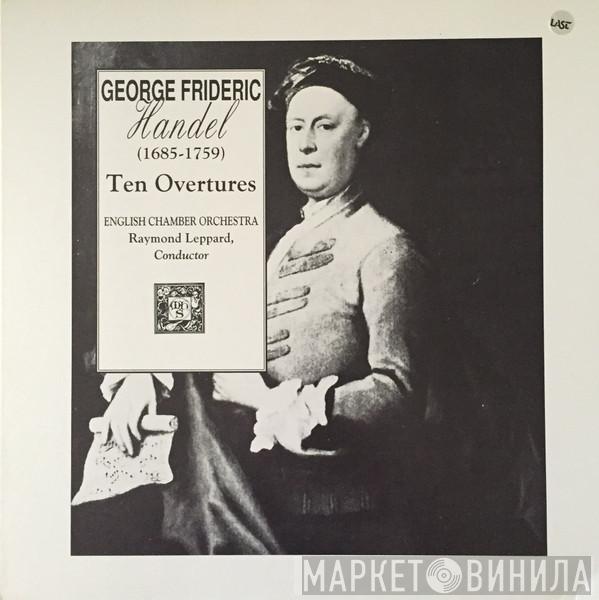 LAST
GEORGE FRIDERIC
Handel
(1685-1759)
Ten Overtures
ENGLISH CHAMBER ORCHESTRA
Raymond Leppard,
Conductor
МАРКЕТ ВИНИЛА